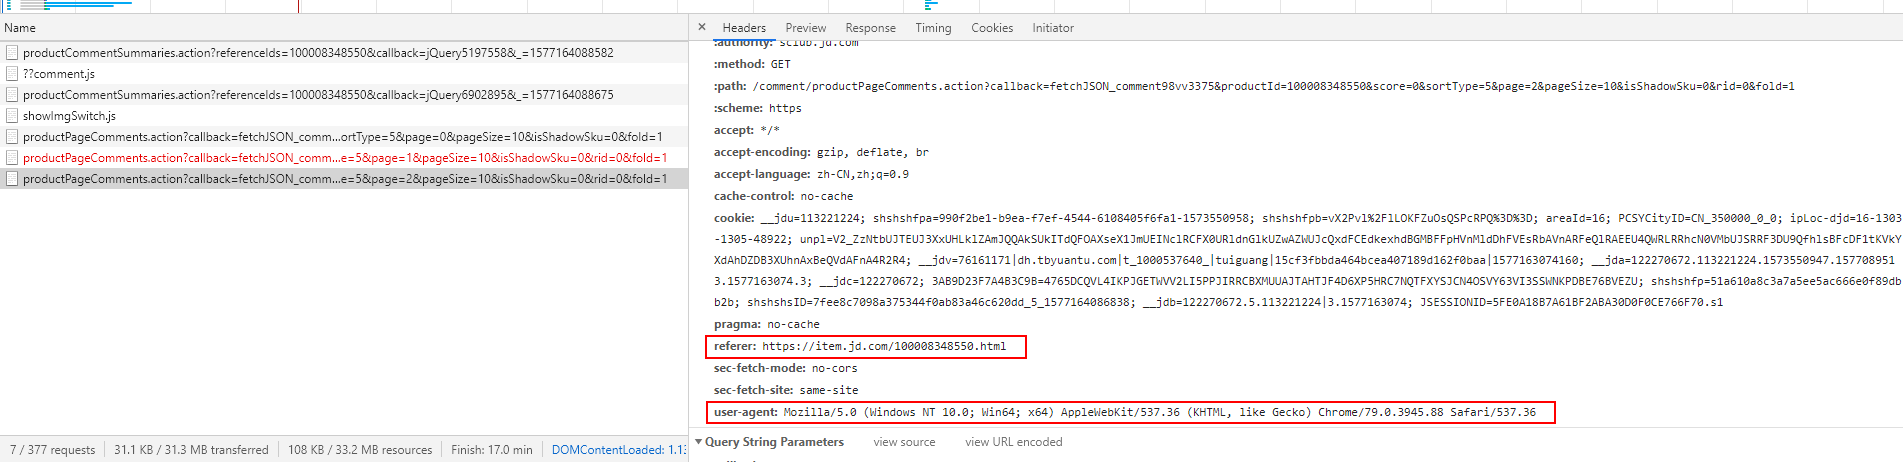 Name
productCommentSummaries.action?referenceIds=100008348550&callback=jQuery5197558&_=1577164088582
??comment.js
productCommentSummaries.action?referenceIds=100008348550&callback=jQuery6902895&_=1577164088675
showImgSwitch.js
productPageComments.action?callback=fetchJSON_comm...ortType=5&page=0&pageSize=10&isShadowSku=0&fold=1
productPageComments.action?callback=fetchJSON_comm...e=5&page=1&pageSize=10&isShadowSku=0&rid=0&fold=1
productPageComments.action?callback=fetchJSON_comm...e=5&page=2&pageSize=10&isShadowSku=0&rid=0&fold=1
7 / 377 requests 31.1 KB / 31.3 MB transferred 108 KB / 33.2 MB resources Finish: 17.0 min DOMContentLoaded: 1.13
× Headers Preview Response Timing Cookies Initiator
:authority: sclub.jd.com
:method: GET
:path: /comment/productPageComments.action?callback=fetchJSON_comment98vv3375&productId=100008348550&score=0&sortType=5&page=2&pageSize=10&isShadowSku=0&rid=0&fold=1
:scheme: https
accept: */*
accept-encoding: gzip, deflate, br
accept-language: zh-CN,zh;q=0.9
cache-control: no-cache
cookie: __jdu=113221224; shshshfpa=990f2be1-b9ea-f7ef-4544-6108405f6fa1-1573550958; shshshfpb=vX2Pvl%2FlLOKFZuOsQSPcRPQ%3D%3D; areaId=16; PCSYCityID=CN_350000_0_0; ipLoc-djd=16-1303
-1305-48922; unpl=V2_ZzNtbUJTEUJ3XxUHLklZAmJQQAkSUkITdQFOAXseX1JmUEINclRCFX0URldnGlkUZwAZWUJcQxdFCEdkexhdBGMBFFpHVnMldDhFVEsRbAVnARFeQlRAEEU4QWRLRRhcN0VMbUJSRRF3DU9QfhlsBFcDF1tKVkY
XdAhDZDB3XUhnAxBeQVdAFnA4R2R4; __jdv=76161171|dh.tbyuantu.com|t_1000537640_|tuiguang|15cf3fbbda464bcea407189d162f0baa|1577163074160; __jda=122270672.113221224.1573550947.157708951
3.1577163074.3; __jdc=122270672; 3AB9D23F7A4B3C9B=4765DCQVL4IKPJGETWVV2LI5PPJIRRCBXMUUAJTAHTJF4D6XP5HRC7NQTFXYSJCN4OSVY63VI3SSWNKPDBE76BVEZU; shshshfp=51a610a8c3a7a5ee5ac666e0f89db
b2b; shshshsID=7fee8c7098a375344f0ab83a46c620dd_5_1577164086838; __jdb=122270672.5.113221224|3.1577163074; JSESSIONID=5FE0A18B7A61BF2ABA30D0F0CE766F70.s1
pragma: no-cache
referer: https://item.jd.com/100008348550.html
sec-fetch-mode: no-cors
sec-fetch-site: same-site
user-agent: Mozilla/5.0 (Windows NT 10.0; Win64; x64) AppleWebKit/537.36 (KHTML, like Gecko) Chrome/79.0.3945.88 Safari/537.36
Query String Parameters view source view URL encoded